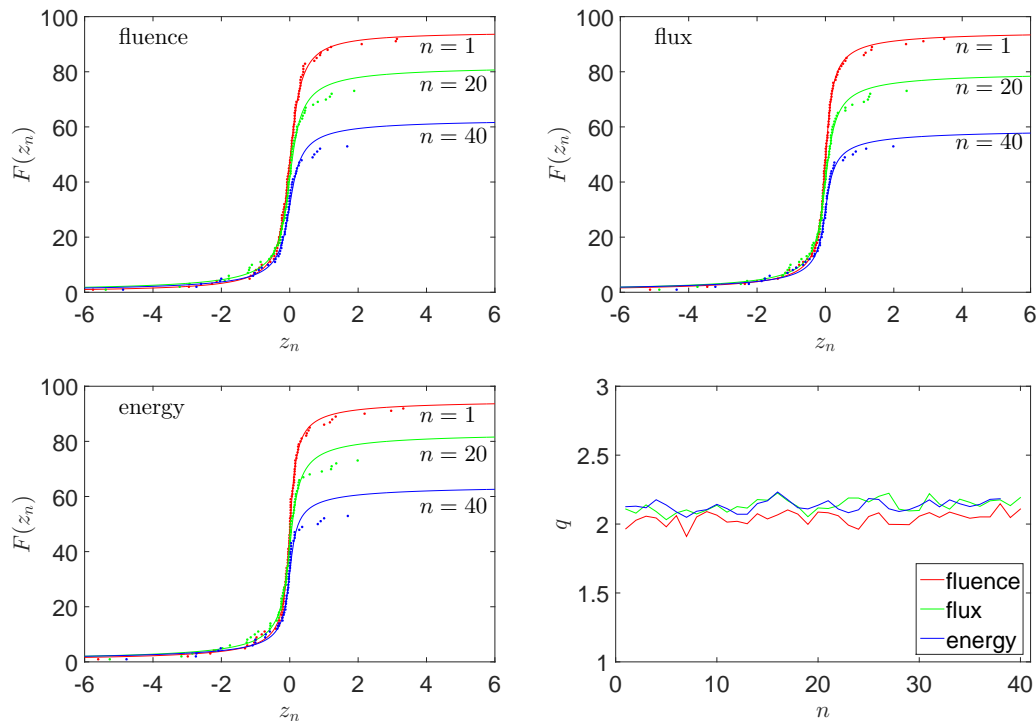 fluence
n = 1
n = 20
n = 40
F(z_n)
100
80
60
40
20
0
-6 -4 -2 0 2 4 6
z_n
flux
n = 1
n = 20
n = 40
F(z_n)
100
80
60
40
20
0
-6 -4 -2 0 2 4 6
z_n
energy
n = 1
n = 20
n = 40
F(z_n)
100
80
60
40
20
0
-6 -4 -2 0 2 4 6
z_n
q
3
2.5
2
1.5
1
0 10 20 30 40
n
fluence
flux
energy